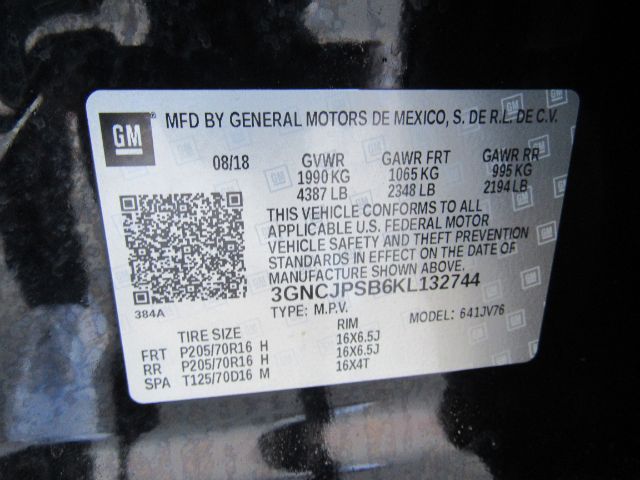 GM MFD BY GENERAL MOTORS DE MEXICO, S. DE R.L. DE C.V.
08/18 GVWR GAWR FRT GAWR RR
1990 KG 1065 KG 995 KG
4387 LB 2348 LB 2194 LB
THIS VEHICLE CONFORMS TO ALL
APPLICABLE U.S. FEDERAL MOTOR
VEHICLE SAFETY AND THEFT PREVENTION
STANDARDS IN EFFECT ON THE DATE OF
MANUFACTURE SHOWN ABOVE.
384A 3GNCJPSB6KL132744
TYPE: M.P.V. MODEL: 641JV76
TIRE SIZE RIM
FRT P205/70R16 H 16X6.5J
RR P205/70R16 H 16X6.5J
SPA T125/70D16 M 16X4T